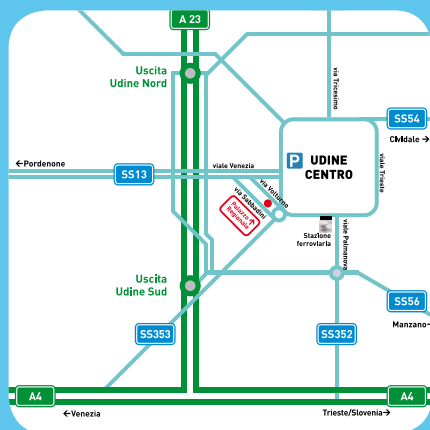 A 23
Uscita
Udine Nord
via Tricesimo
SS54
Cividale →
←Pordenone
SS13
viale Venezia
P
UDINE
CENTRO
viale Trieste
via Volturno
via Sabbadini
Palazzo
Regionale
Stazione
ferroviaria
viale Palmanova
Uscita
Udine Sud
SS56
Manzano→
SS353
SS352
A4
A4
←Venezia
Trieste/Slovenia→